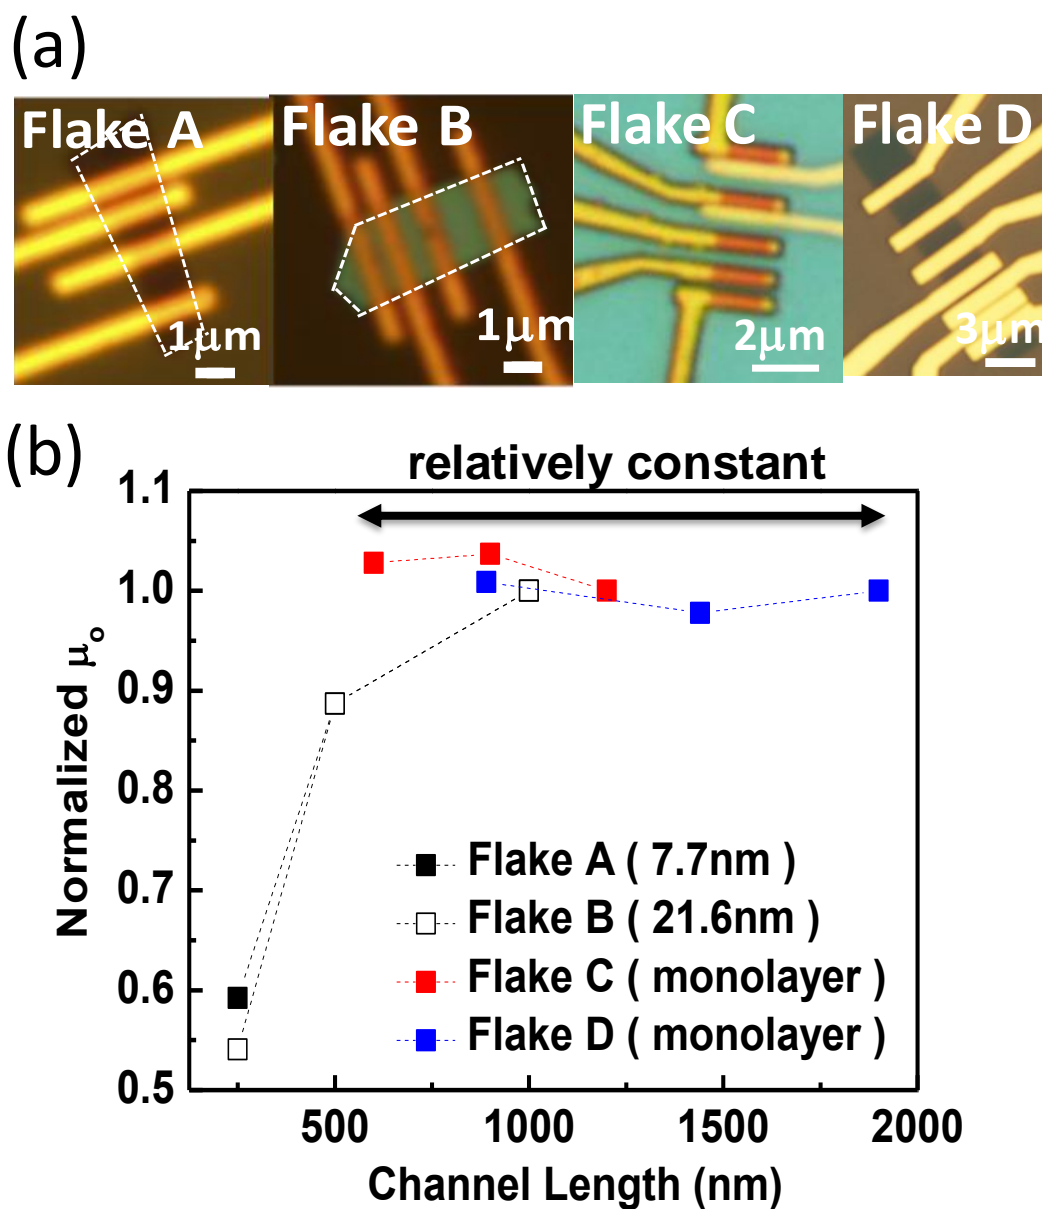 (a)
Flake A
Flake B
Flake C
Flake D
1μm
1μm
2μm
3μm
(b)
relatively constant
1.1
1.0
0.9
0.8
0.7
0.6
0.5
Normalized μo
Flake A ( 7.7nm )
Flake B ( 21.6nm )
Flake C ( monolayer )
Flake D ( monolayer )
500 1000 1500 2000
Channel Length (nm)